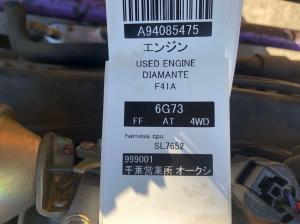 A94085475
エンジン
USED ENGINE
DIAMANTE
F41A
6G73
FF AT 4WD
harness cpu
SL7652
999001
千葉営業所 オークシ